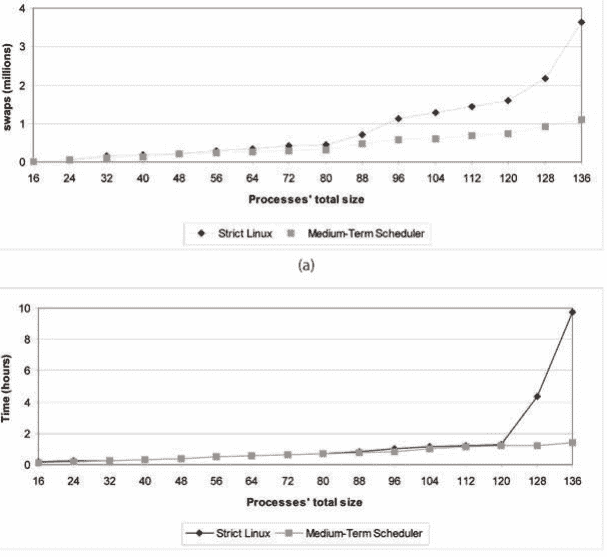 4
3
2
1
0
swaps (millions)
16 24 32 40 48 56 64 72 80 88 96 104 112 120 128 136
Processes' total size
Strict Linux Medium-Term Scheduler
(a)
10
8
6
4
2
0
Time (hours)
16 24 32 40 48 56 64 72 80 88 96 104 112 120 128 136
Processes' total size
Strict Linux Medium-Term Scheduler